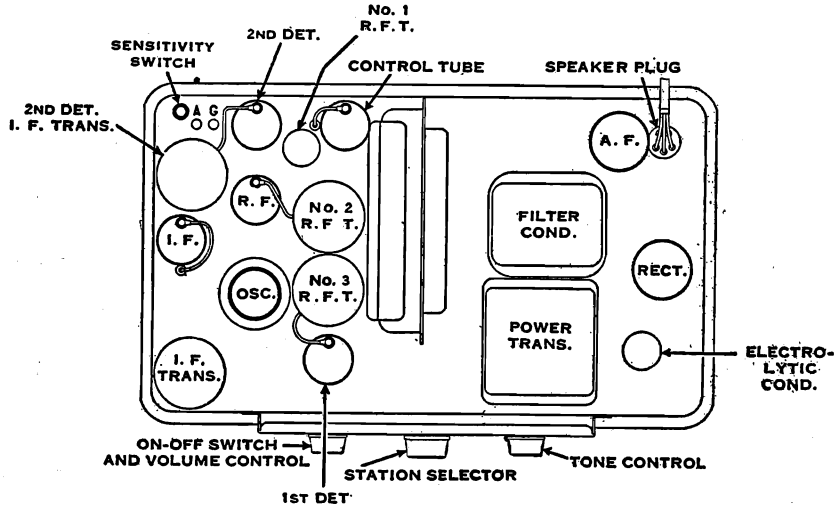 No. 1
R.F.T.
2ND DET.
SENSITIVITY
SWITCH
CONTROL TUBE
SPEAKER PLUG
2ND DET.
I. F. TRANS.
A G
A. F.
R. F.
No. 2
R. F T.
FILTER
COND.
I. F.
No. 3
R. F. T.
OSC.
RECT.
POWER
TRANS.
I. F.
TRANS.
ELECTRO-
LYTIC
COND.
ON-OFF SWITCH
AND VOLUME CONTROL
STATION SELECTOR
TONE CONTROL
1ST DET